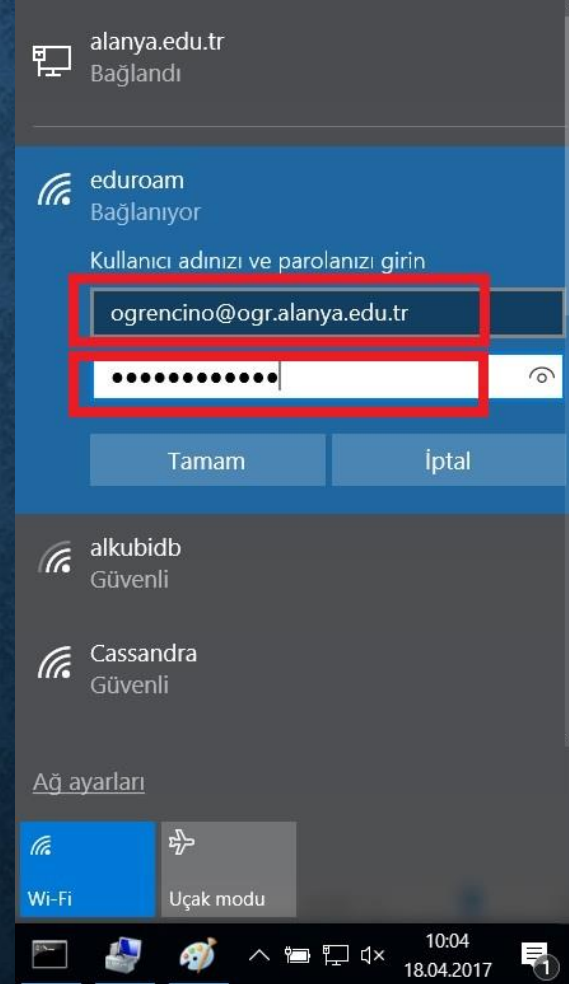 alanya.edu.tr
Bağlandı
eduroam
Bağlanıyor
Kullanıcı adınızı ve parolanızı girin
ogrencino@ogr.alanya.edu.tr
●●●●●●●●●●●●
Tamam
İptal
alkubidb
Güvenli
Cassandra
Güvenli
Ağ ayarları
Wi-Fi
Uçak modu
10:04
18.04.2017
1